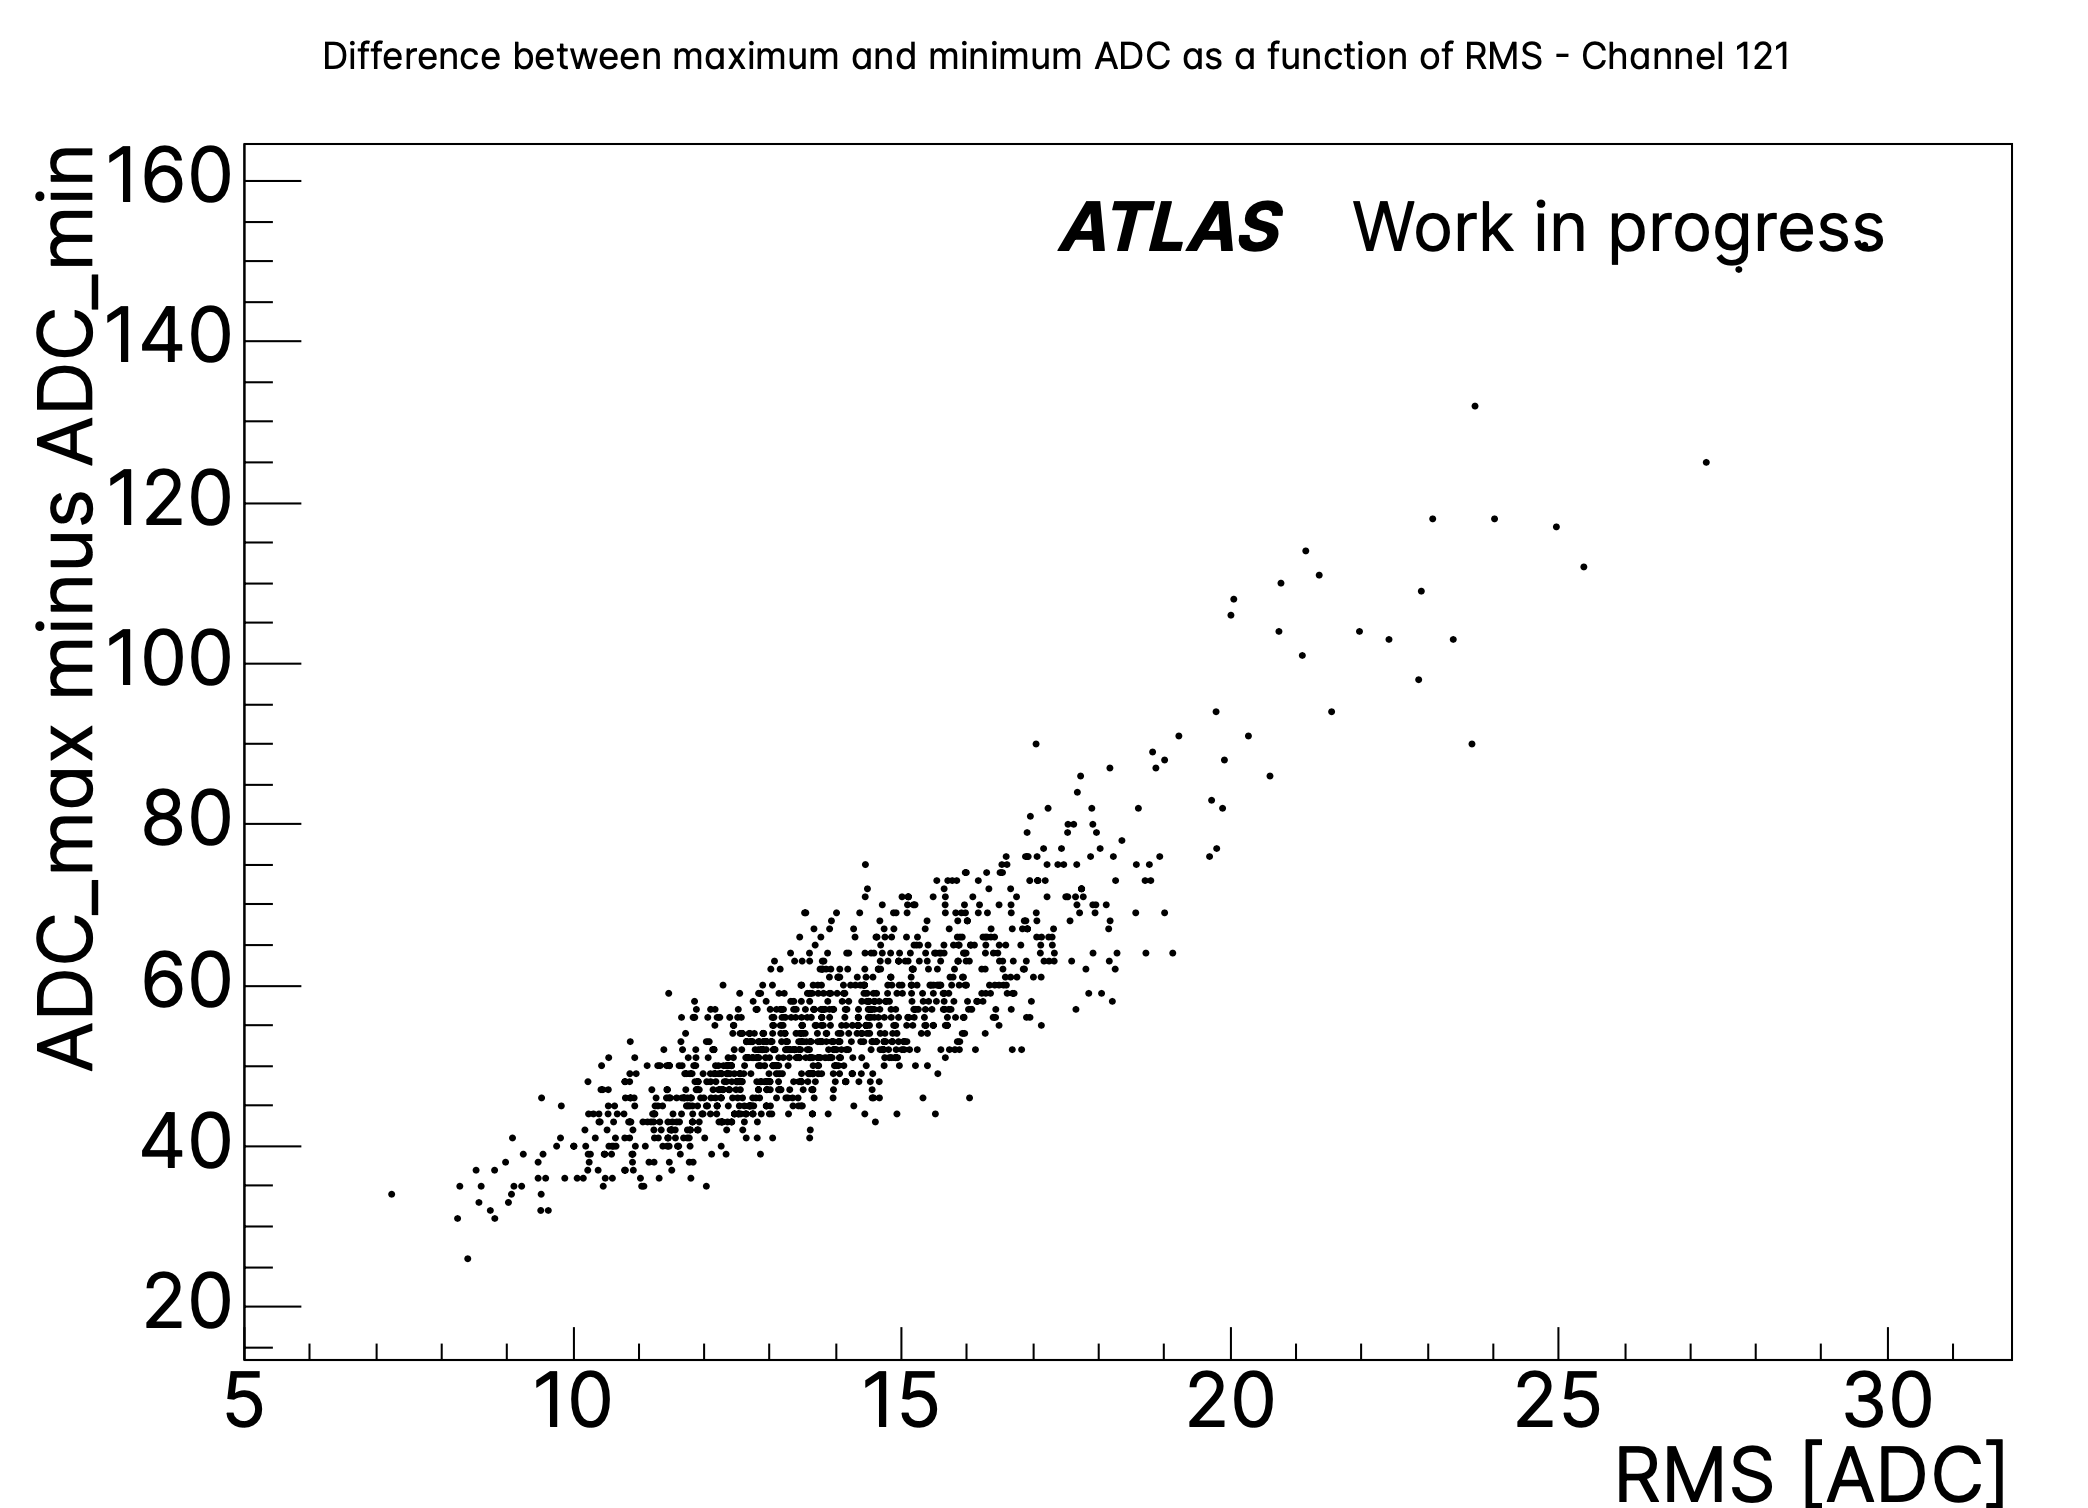 Difference between maximum and minimum ADC as a function of RMS - Channel 121
ADC_max minus ADC_min
160
140
120
100
80
60
40
20
ATLAS Work in progress
5 10 15 20 25 30
RMS [ADC]